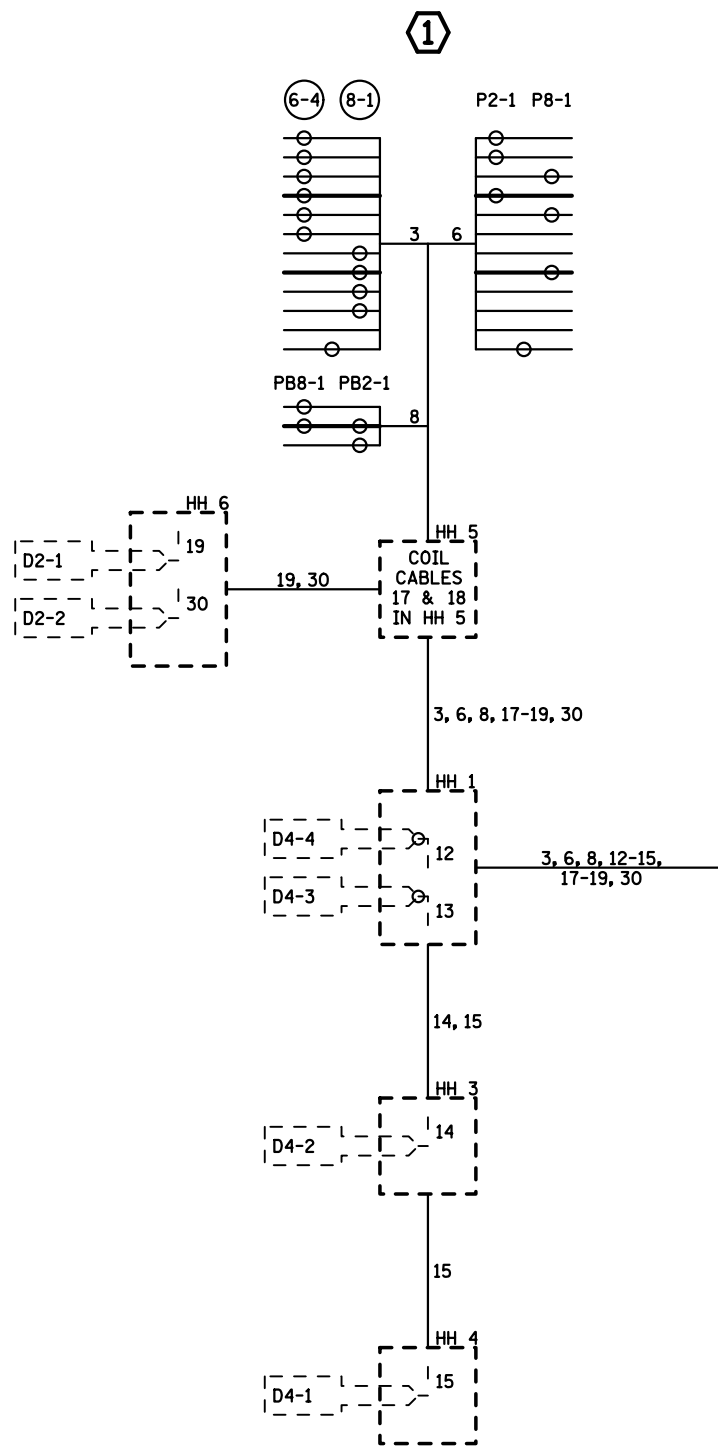 1
6-4 8-1 P2-1 P8-1
3 6
PB8-1 PB2-1
8
HH 6
HH 5
D2-1
19
COIL
CABLES
17 & 18
IN HH 5
19, 30
D2-2
30
3, 6, 8, 17-19, 30
HH 1
D4-4
12
3, 6, 8, 12-15,
17-19, 30
D4-3
13
14, 15
HH 3
D4-2
14
15
HH 4
D4-1
15